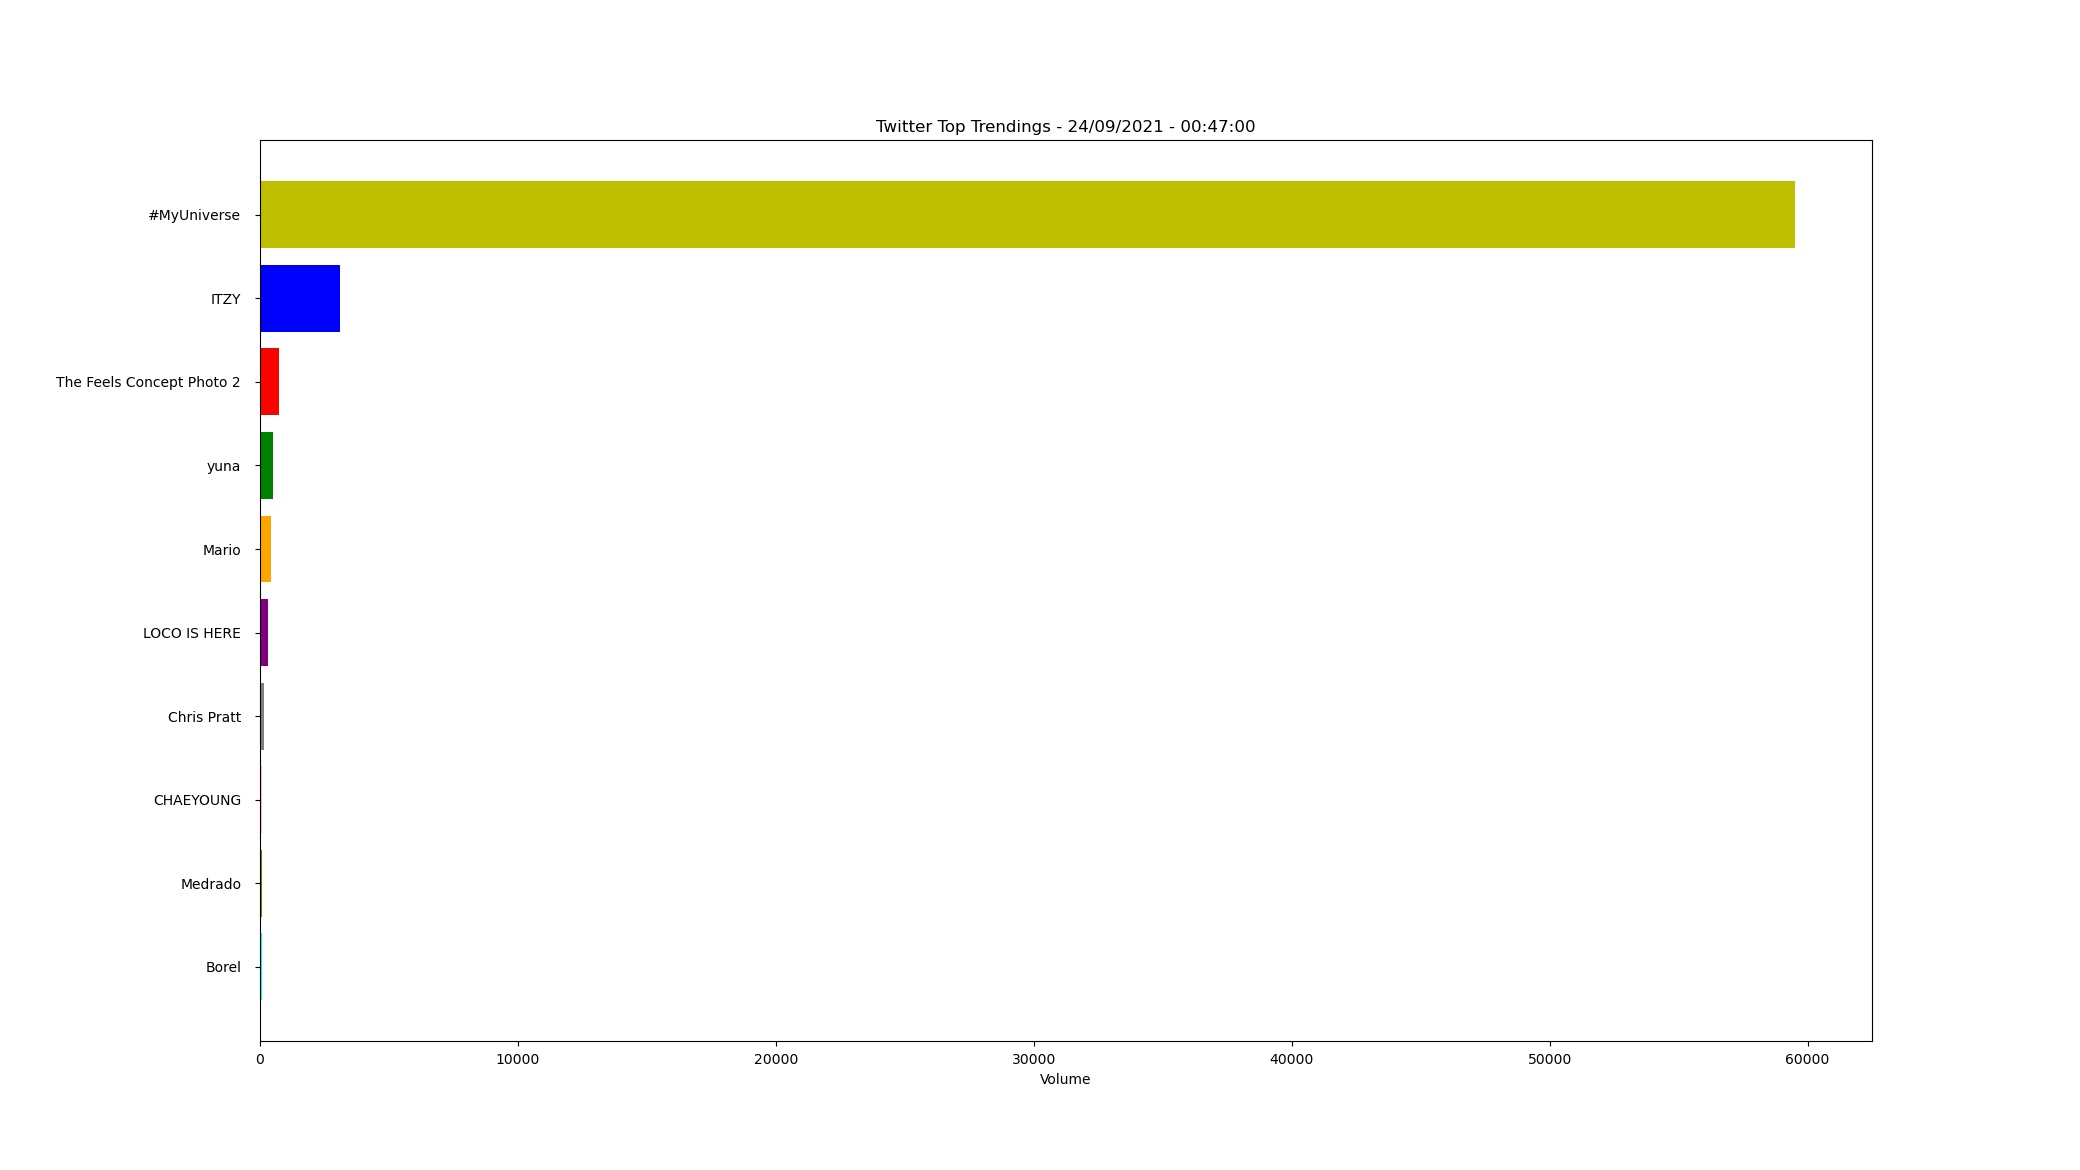 Twitter Top Trendings - 24/09/2021 - 00:47:00
#MyUniverse
ITZY
The Feels Concept Photo 2
yuna
Mario
LOCO IS HERE
Chris Pratt
CHAEYOUNG
Medrado
Borel
0 10000 20000 30000 40000 50000 60000
Volume